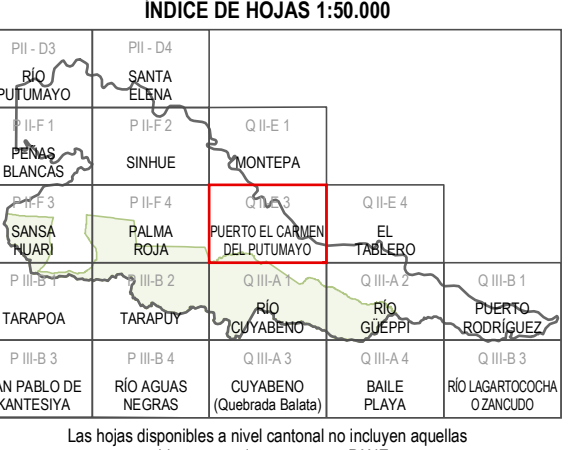 ÍNDICE DE HOJAS 1:50.000
PII - D3
RÍO
PUTUMAYO
PII - D4
SANTA
ELENA
P II-F 1
PEÑAS
BLANCAS
P II-F 2
SINHUE
Q II-E 1
MONTEPA
P II-F 3
SANSA
HUARI
P II-F 4
PALMA
ROJA
Q II-E 3
PUERTO EL CARMEN
DEL PUTUMAYO
Q II-E 4
EL
TABLERO
P III-B 1
TARAPOA
P III-B 2
TARAPUY
Q III-A 1
RÍO
CUYABENO
Q III-A 2
RÍO
GÜEPPI
Q III-B 1
PUERTO
RODRÍGUEZ
P III-B 3
AN PABLO DE
KANTESIYA
P III-B 4
RÍO AGUAS
NEGRAS
Q III-A 3
CUYABENO
(Quebrada Balata)
Q III-A 4
BAILE
PLAYA
Q III-B 3
RÍO LAGARTOCOCHA
O ZANCUDO
Las hojas disponibles a nivel cantonal no incluyen aquellas